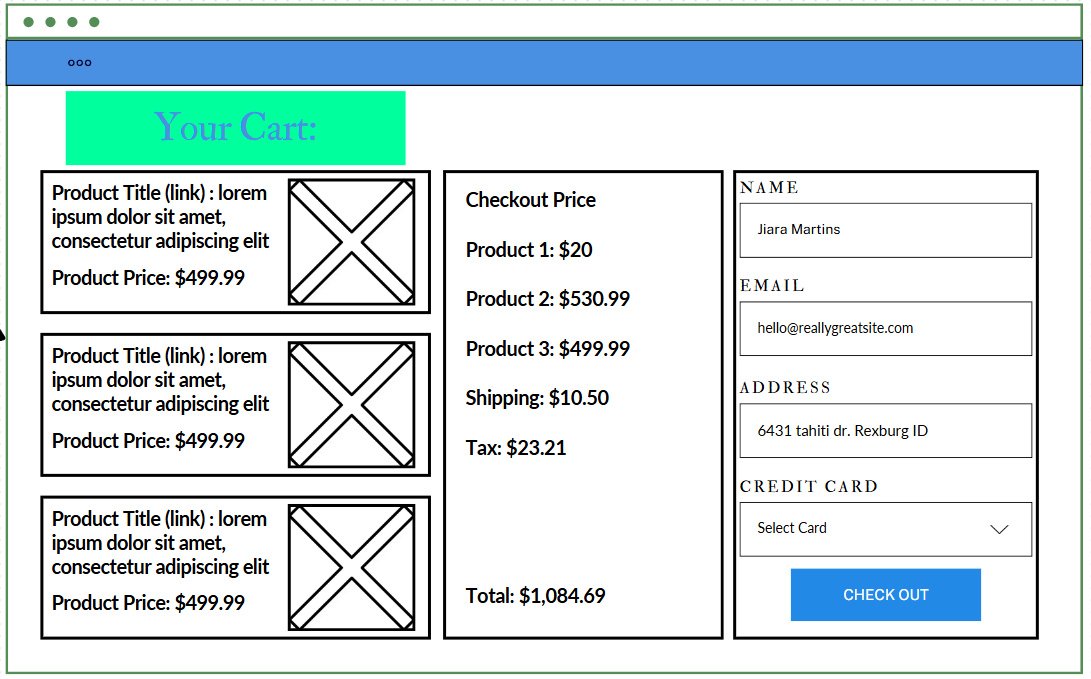 Your Cart:
Product Title (link) : lorem
ipsum dolor sit amet,
consectetur adipiscing elit
Product Price: $499.99
Product Title (link) : lorem
ipsum dolor sit amet,
consectetur adipiscing elit
Product Price: $499.99
Product Title (link) : lorem
ipsum dolor sit amet,
consectetur adipiscing elit
Product Price: $499.99
Checkout Price
Product 1: $20
Product 2: $530.99
Product 3: $499.99
Shipping: $10.50
Tax: $23.21
Total: $1,084.69
NAME
Jiara Martins
EMAIL
hello@reallygreatsite.com
ADDRESS
6431 tahiti dr. Rexburg ID
CREDIT CARD
Select Card
CHECK OUT